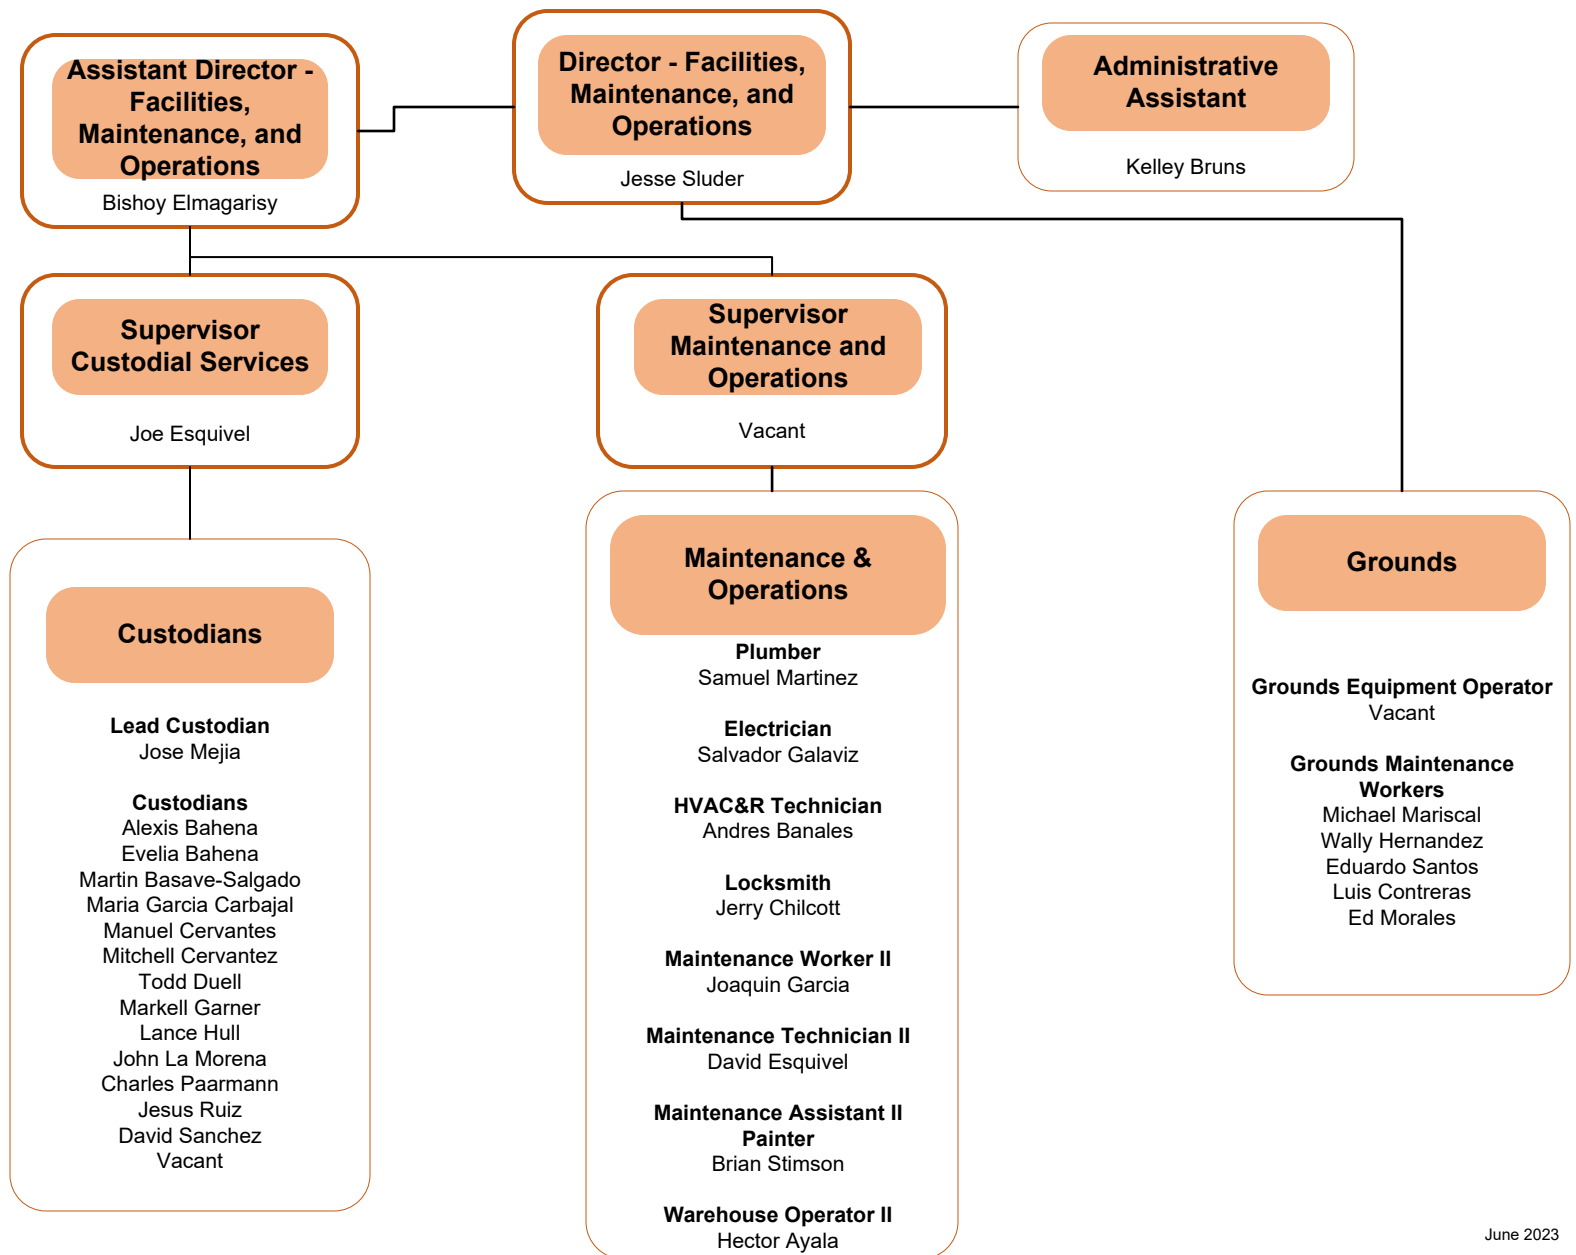 Assistant Director -
Facilities,
Maintenance, and
Operations
Bishoy Elmagarisy
Director - Facilities,
Maintenance, and
Operations
Jesse Sluder
Administrative
Assistant
Kelley Bruns
Supervisor
Custodial Services
Joe Esquivel
Supervisor
Maintenance and
Operations
Vacant
Custodians
Lead Custodian
Jose Mejia
Custodians
Alexis Bahena
Evelia Bahena
Martin Basave-Salgado
Maria Garcia Carbajal
Manuel Cervantes
Mitchell Cervantez
Todd Duell
Markell Garner
Lance Hull
John La Morena
Charles Paarmann
Jesus Ruiz
David Sanchez
Vacant
Maintenance &
Operations
Plumber
Samuel Martinez
Electrician
Salvador Galaviz
HVAC&R Technician
Andres Banales
Locksmith
Jerry Chilcott
Maintenance Worker II
Joaquin Garcia
Maintenance Technician II
David Esquivel
Maintenance Assistant II
Painter
Brian Stimson
Warehouse Operator II
Hector Ayala
Grounds
Grounds Equipment Operator
Vacant
Grounds Maintenance
Workers
Michael Mariscal
Wally Hernandez
Eduardo Santos
Luis Contreras
Ed Morales
June 2023